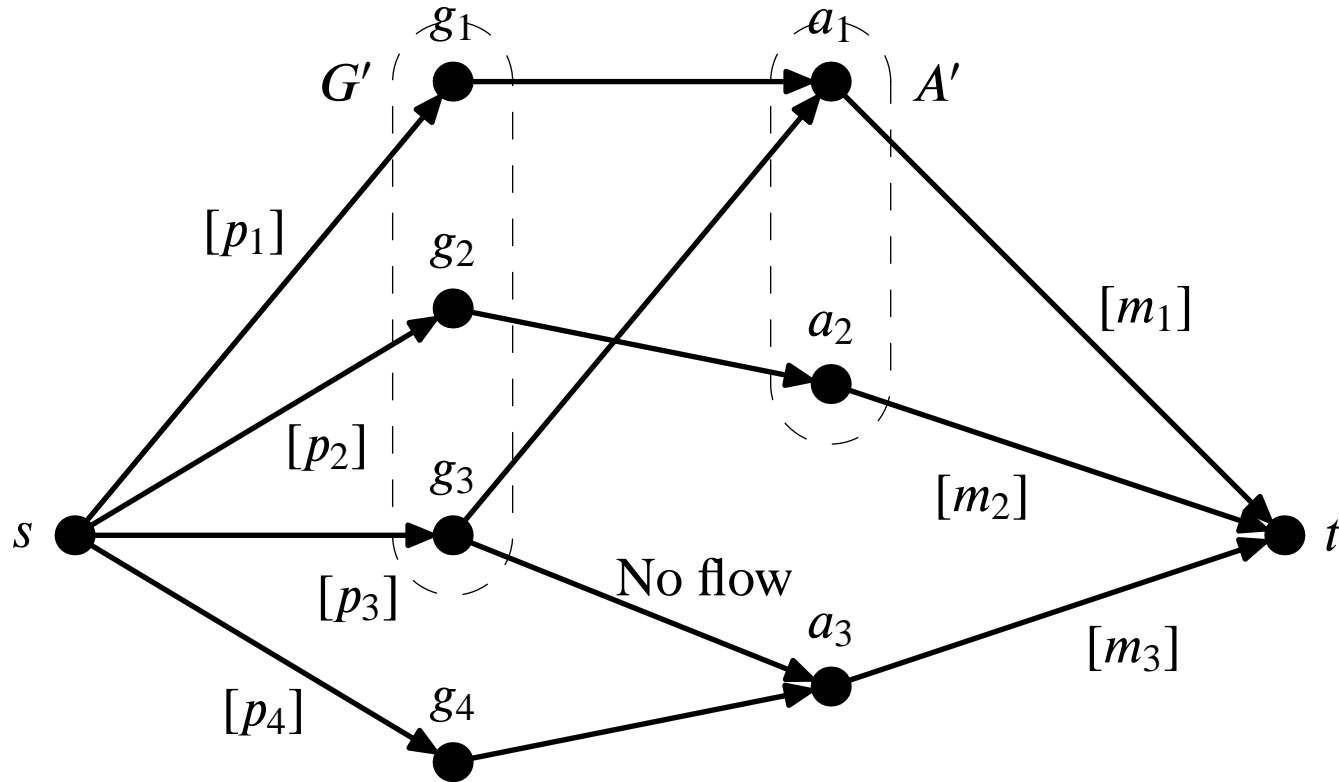 g₁
a₁
G′
A′
[p₁]
g₂
[m₁]
a₂
[p₂]
g₃
[m₂]
s
t
No flow
[p₃]
a₃
[m₃]
[p₄]
g₄